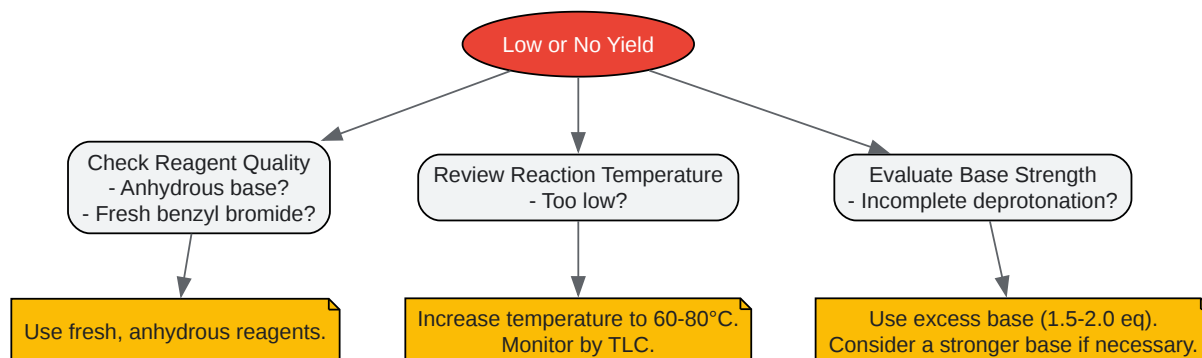 Low or No Yield
Check Reagent Quality
- Anhydrous base?
- Fresh benzyl bromide?
Review Reaction Temperature
- Too low?
Evaluate Base Strength
- Incomplete deprotonation?
Use fresh, anhydrous reagents.
Increase temperature to 60-80°C.
Monitor by TLC.
Use excess base (1.5-2.0 eq).
Consider a stronger base if necessary.